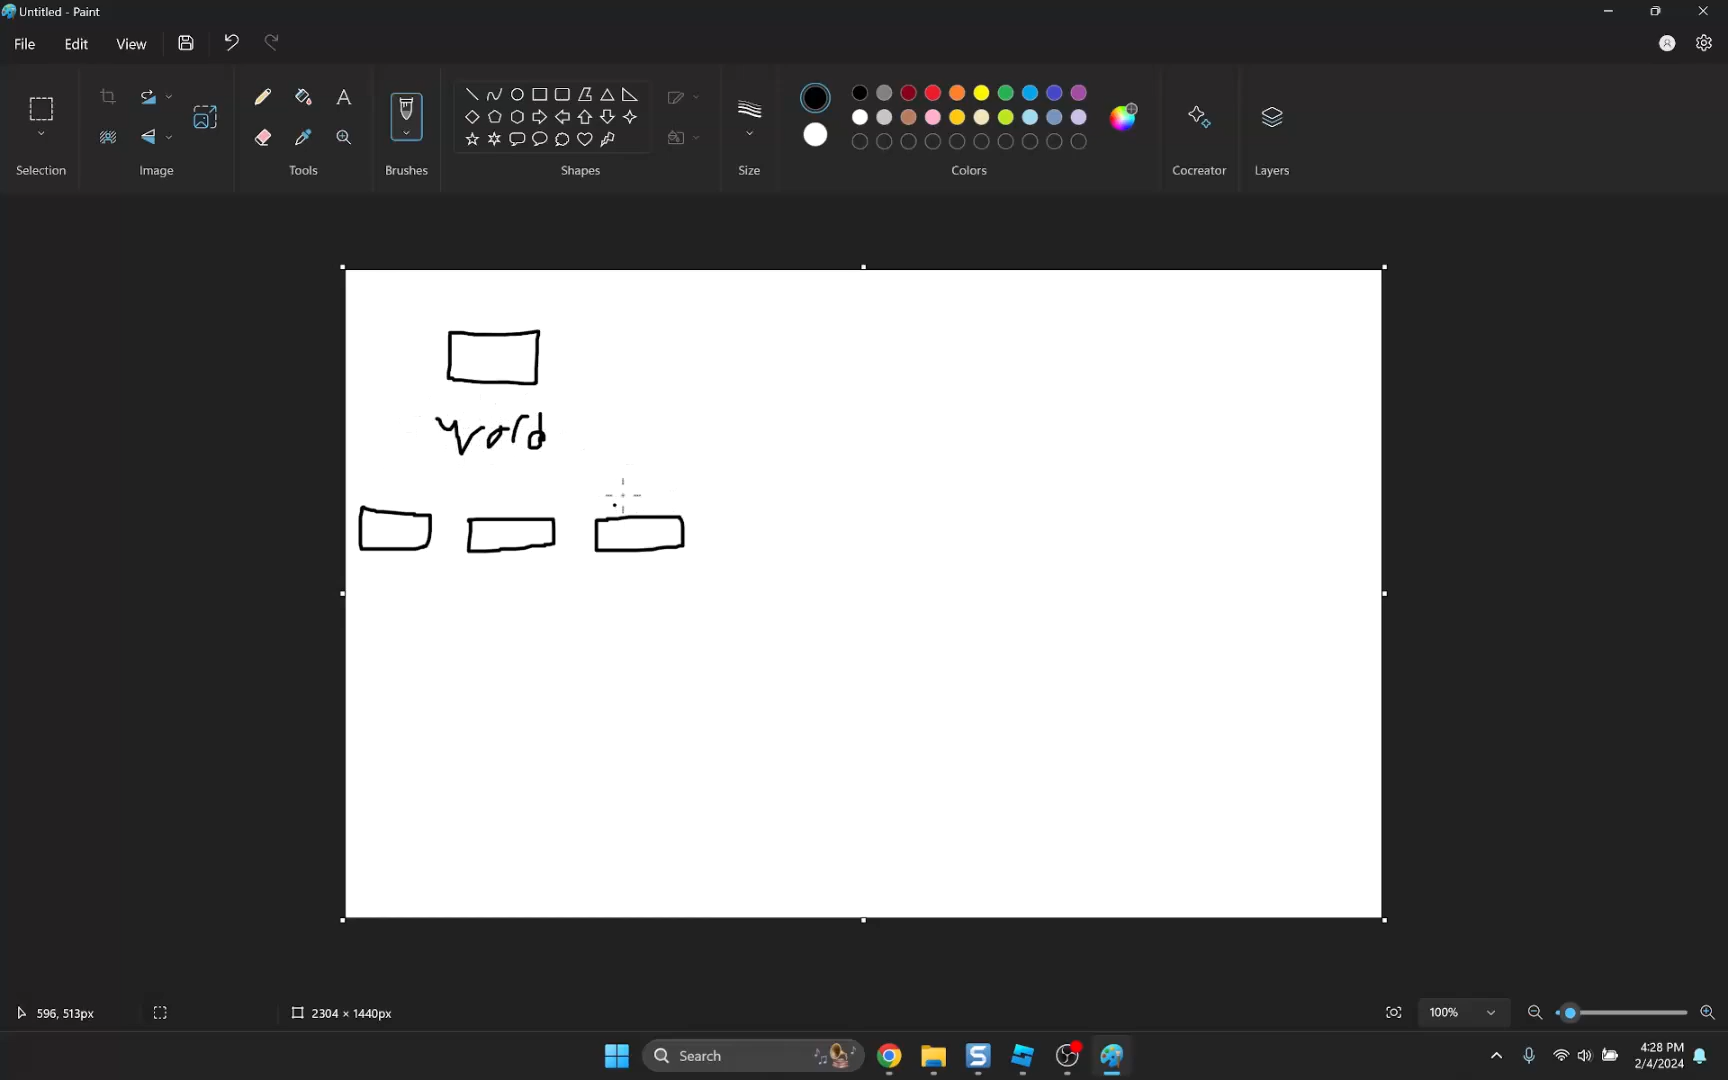 Untitled - Paint
File Edit View
Selection Image Tools Brushes Shapes Size Colors Cocreator Layers
596, 513px 2304 × 1440px 100%
Search
4:28 PM
2/4/2024